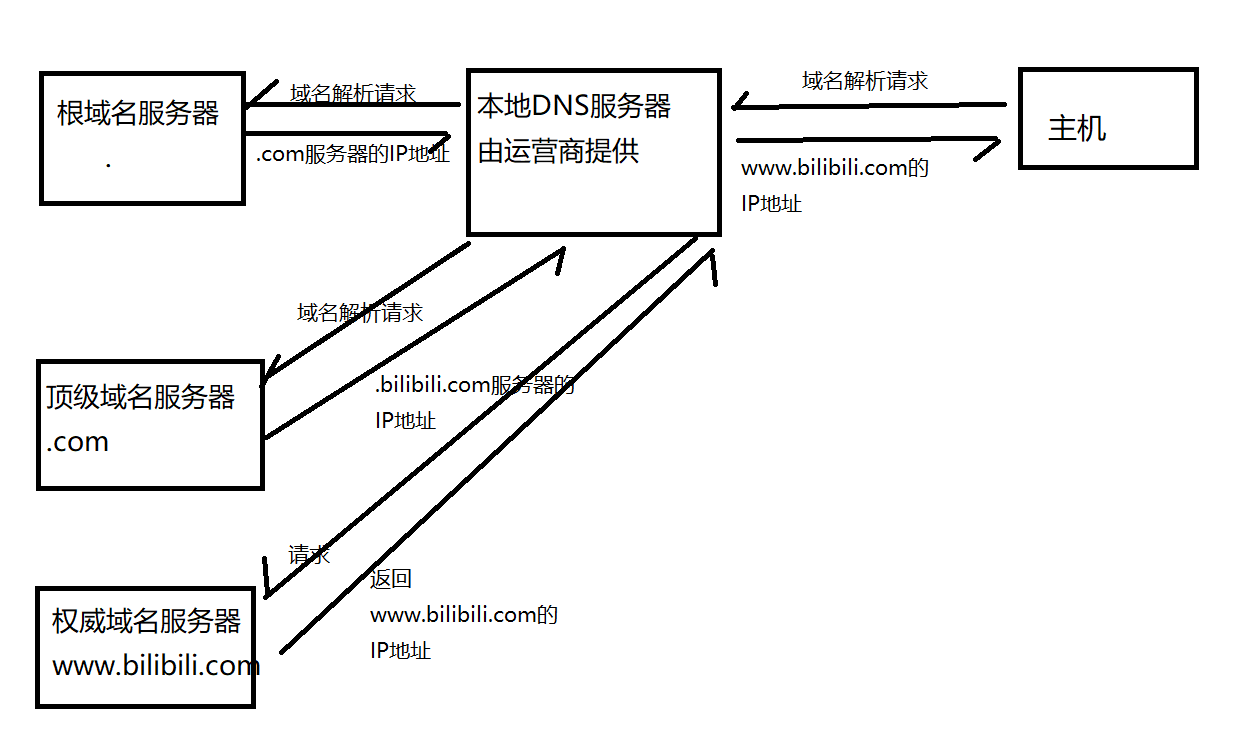 根域名服务器
.
域名解析请求
.com服务器的IP地址
本地DNS服务器
由运营商提供
域名解析请求
www.bilibili.com的
IP地址
主机
域名解析请求
.bilibili.com服务器的
IP地址
顶级域名服务器
.com
请求
返回
www.bilibili.com的
IP地址
权威域名服务器
www.bilibili.com